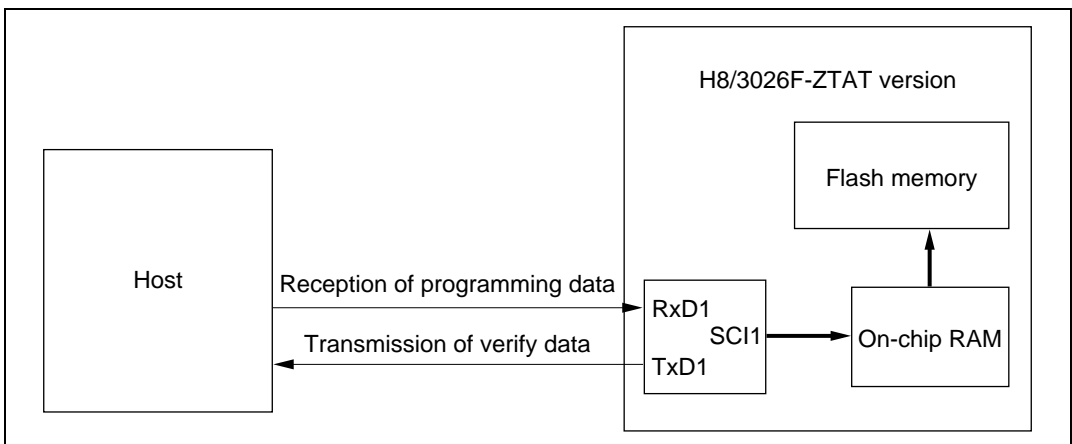 H8/3026F-ZTAT version
Flash memory
Host
Reception of programming data
RxD1
SCI1
On-chip RAM
Transmission of verify data
TxD1